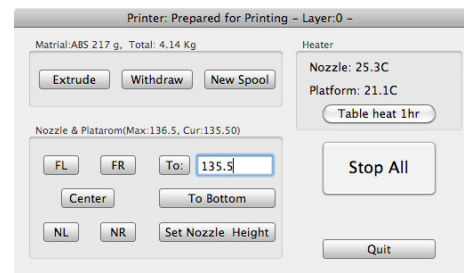 Printer: Prepared for Printing - Layer:0 -
Matrial:ABS 217 g, Total: 4.14 Kg
Extrude
Withdraw
New Spool
Heater
Nozzle: 25.3C
Platform: 21.1C
Table heat 1hr
Nozzle & Platarom(Max:136.5, Cur:135.50)
FL
FR
To:
135.5
Center
To Bottom
NL
NR
Set Nozzle Height
Stop All
Quit